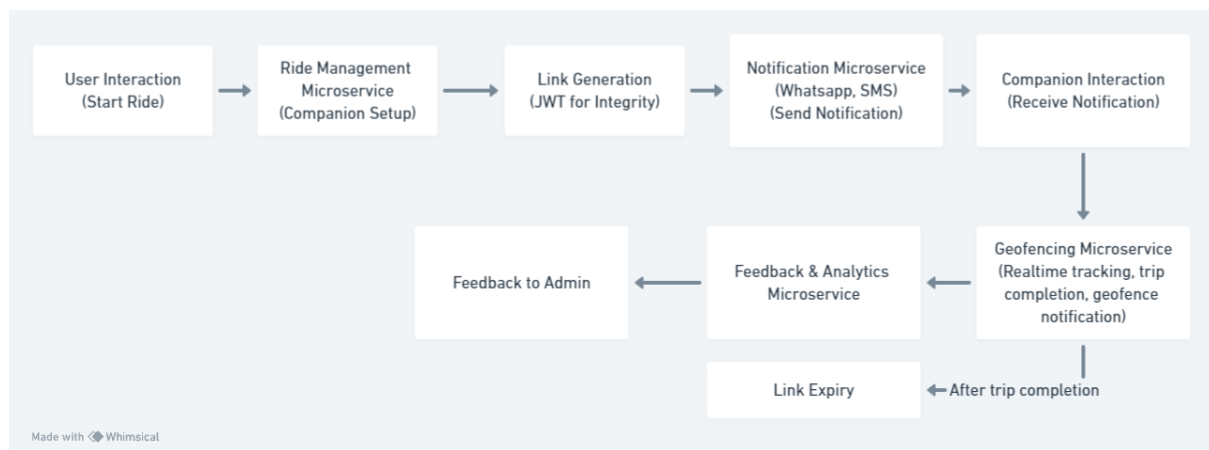 User Interaction
(Start Ride)
Ride Management
Microservice
(Companion Setup)
Link Generation
(JWT for Integrity)
Notification Microservice
(Whatsapp, SMS)
(Send Notification)
Companion Interaction
(Receive Notification)
Geofencing Microservice
(Realtime tracking, trip
completion, geofence
notification)
Feedback & Analytics
Microservice
Feedback to Admin
After trip completion
Link Expiry
Made with Whimsical